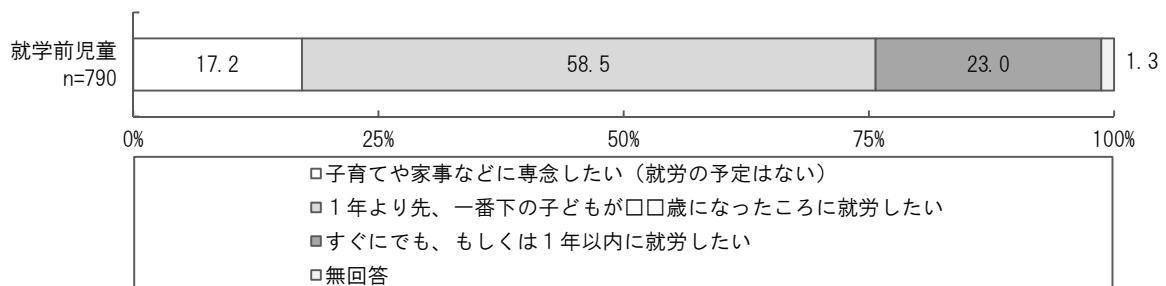 就学前児童
n=790
17.2
58.5
23.0
1.3
0%
25%
50%
75%
100%
□子育てや家事などに専念したい（就労の予定はない）
□１年より先、一番下の子どもが□□歳になったころに就労したい
■すぐにでも、もしくは１年以内に就労したい
□無回答